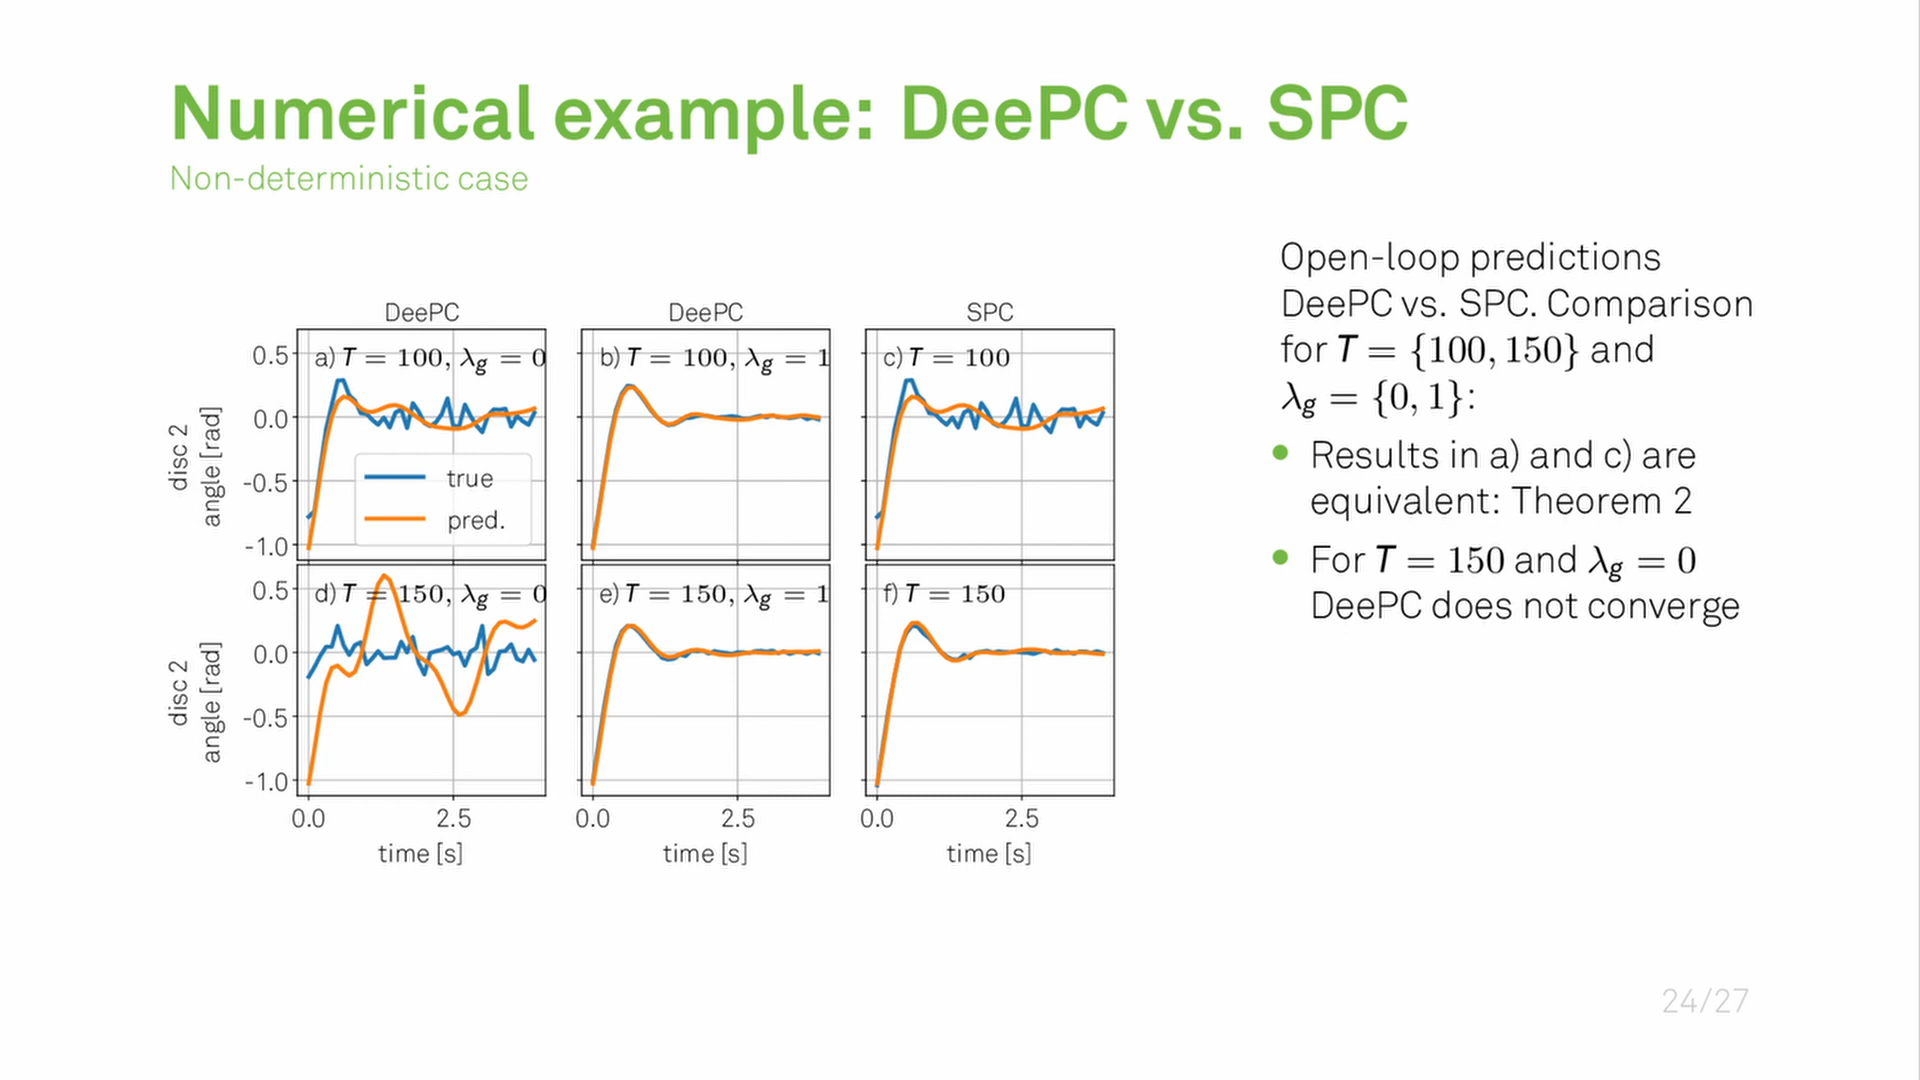 Numerical example: DeePC vs. SPC
Non-deterministic case
DeePC
DeePC
SPC
a) T = 100, λg = 0
b) T = 100, λg = 1
c) T = 100
0.5
0.0
-0.5
-1.0
disc 2
angle [rad]
true
pred.
d) T = 150, λg = 0
e) T = 150, λg = 1
f) T = 150
0.5
0.0
-0.5
-1.0
disc 2
angle [rad]
0.0 2.5
0.0 2.5
0.0 2.5
time [s]
time [s]
time [s]
Open-loop predictions
DeePC vs. SPC. Comparison
for T = {100, 150} and
λg = {0, 1}:
• Results in a) and c) are
equivalent: Theorem 2
• For T = 150 and λg = 0
DeePC does not converge
24/27